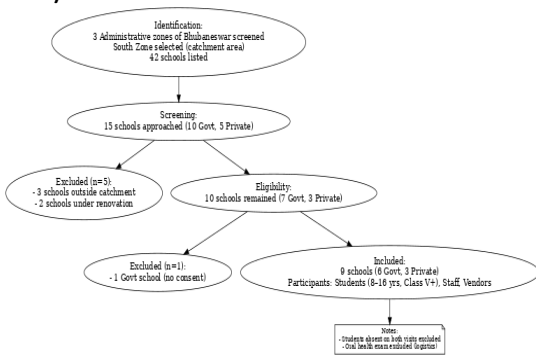 Identification:
3 Administrative zones of Bhubaneswar screened
South Zone selected (catchment area)
42 schools listed
Screening:
15 schools approached (10 Govt, 5 Private)
Excluded (n=5):
- 3 schools outside catchment
- 2 schools under renovation
Eligibility:
10 schools remained (7 Govt, 3 Private)
Excluded (n=1):
- 1 Govt school (no consent)
Included:
9 schools (6 Govt, 3 Private)
Participants: Students (8-16 yrs, Class V+), Staff, Vendors
Notes:
- Students absent on both visits excluded
- Oral health exam excluded (logistics)